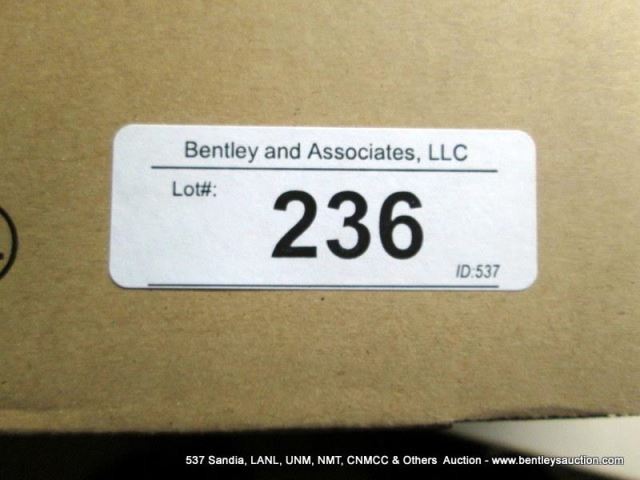 Bentley and Associates, LLC
Lot#:
236
ID:537
537 Sandia, LANL, UNM, NMT, CNMCC & Others Auction - www.bentleysauction.com